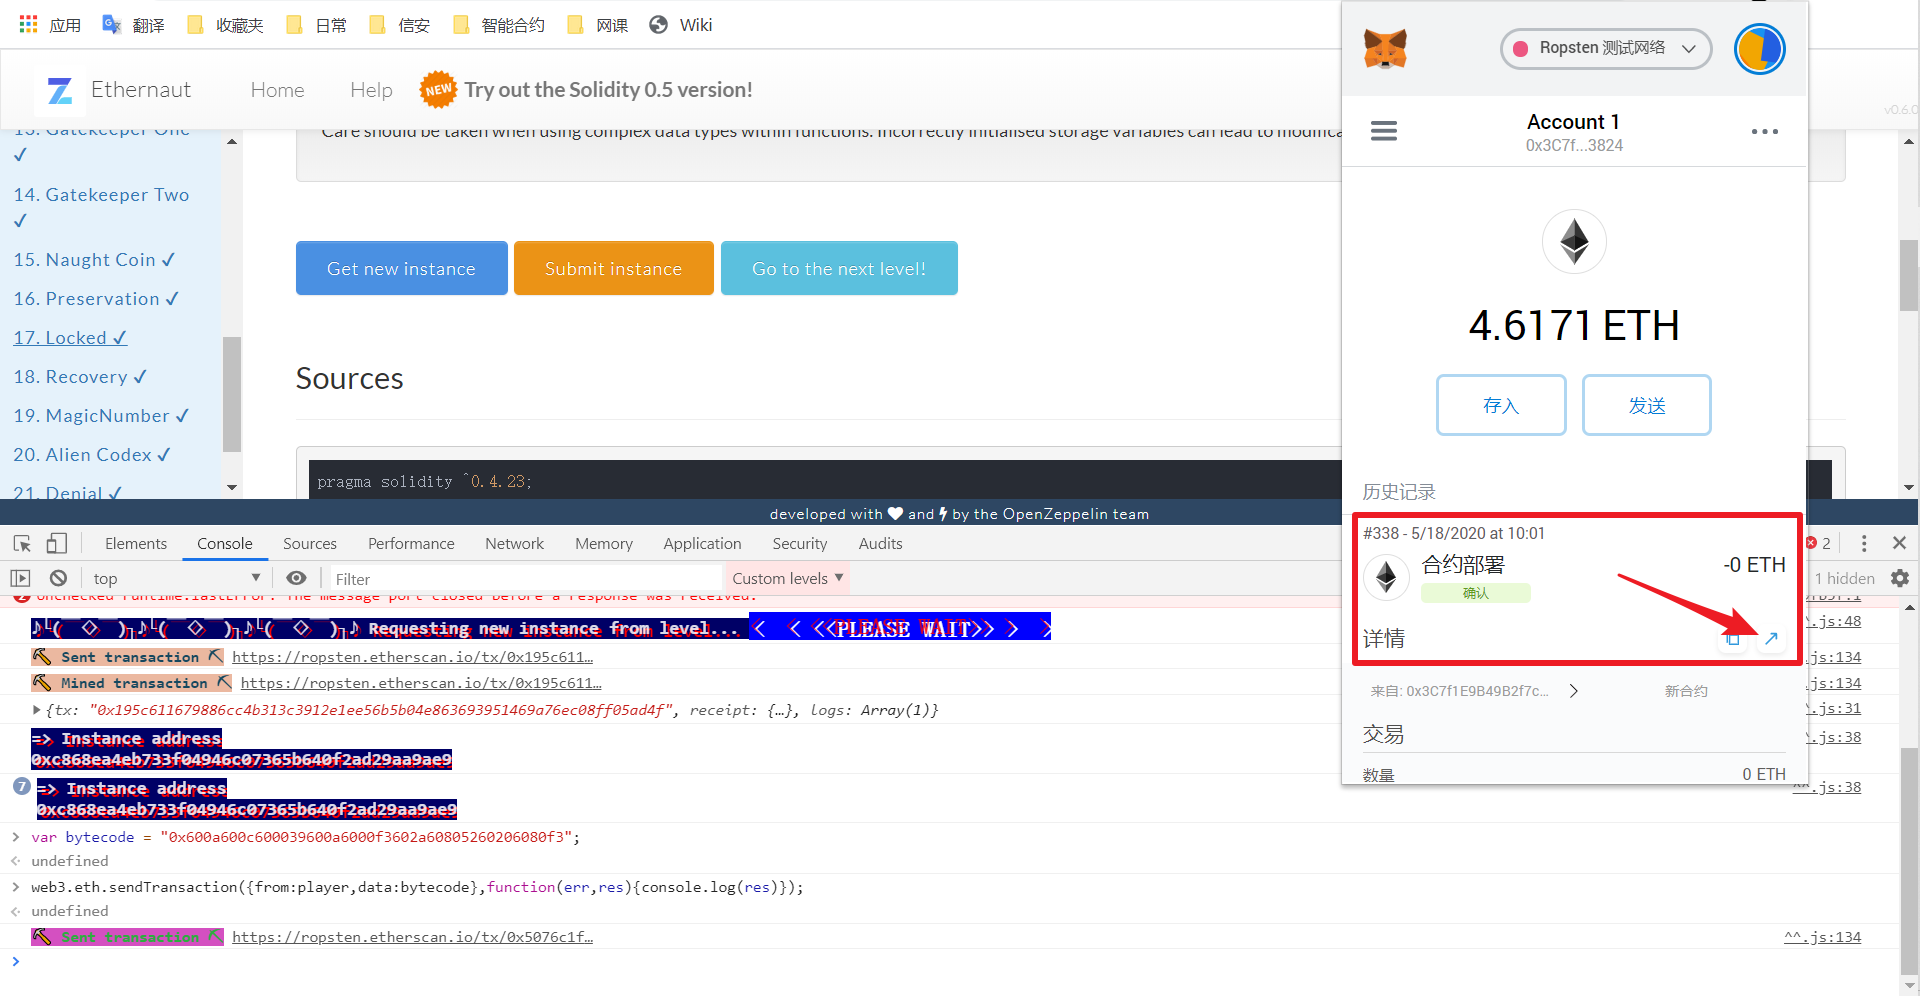 应用 翻译 收藏夹 日常 信安 智能合约 网课 Wiki
Ethernaut Home Help NEW Try out the Solidity 0.5 version!
v0.6.0
13. Gatekeeper One
✓
14. Gatekeeper Two
✓
15. Naught Coin ✓
16. Preservation ✓
17. Locked ✓
18. Recovery ✓
19. MagicNumber ✓
20. Alien Codex ✓
21. Denial ✓
Care should be taken when using complex data types within functions. Incorrectly initialised storage variables can lead to modifica
Get new instance Submit instance Go to the next level!
Sources
pragma solidity ^0.4.23;
developed with ♥ and by the OpenZeppelin team
Ropsten 测试网络
Account 1
0x3C7f...3824
4.6171 ETH
存入 发送
历史记录
#338 - 5/18/2020 at 10:01
合约部署 -0 ETH
确认
详情
来自: 0x3C7f1E9B49B2f7c... 新合约
交易
数量 0 ETH
Elements Console Sources Performance Network Memory Application Security Audits 2
top Filter Custom levels ▼ 1 hidden
Unchecked runtime.lastError: The message port closed before a response was received.
♪└(  ◇  )┐♪└(  ◇  )┐♪└(  ◇  )┐♪ Requesting new instance from level... < < <<PLEASE WAIT>> > > ^.js:48
Sent transaction https://ropsten.etherscan.io/tx/0x195c611… .js:134
Mined transaction https://ropsten.etherscan.io/tx/0x195c611… .js:134
▶{tx: "0x195c611679886cc4b313c3912e1ee56b5b04e863693951469a76ec08ff05ad4f", receipt: {…}, logs: Array(1)} ^.js:31
=> Instance address ^.js:38
0xc868ea4eb733f04946c07365b640f2ad29aa9ae9
7 => Instance address ^^.js:38
0xc868ea4eb733f04946c07365b640f2ad29aa9ae9
> var bytecode = "0x600a600c600039600a6000f3602a60805260206080f3";
undefined
> web3.eth.sendTransaction({from:player,data:bytecode},function(err,res){console.log(res)});
undefined
Sent transaction https://ropsten.etherscan.io/tx/0x5076c1f… ^^.js:134
>